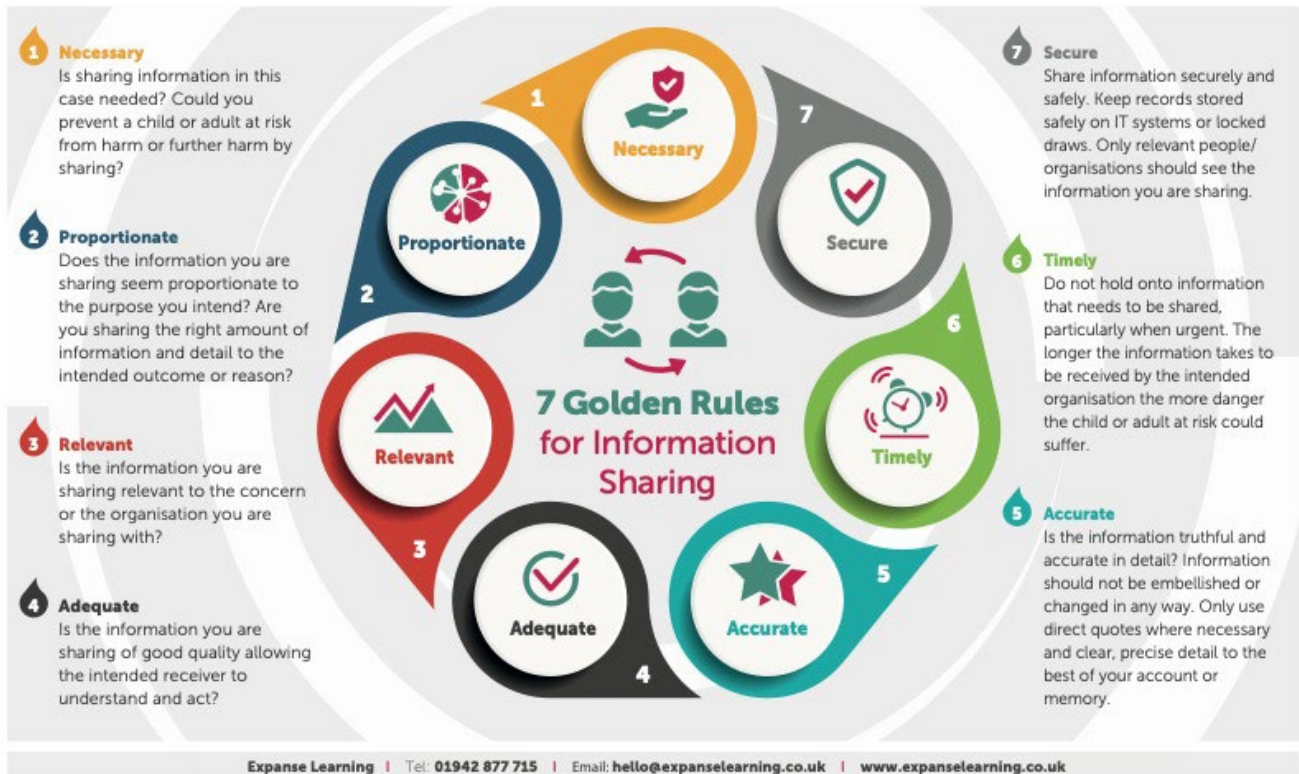 1 Necessary
Is sharing information in this
case needed? Could you
prevent a child or adult at risk
from harm or further harm by
sharing?
2 Proportionate
Does the information you are
sharing seem proportionate to
the purpose you intend? Are
you sharing the right amount of
information and detail to the
intended outcome or reason?
3 Relevant
Is the information you are
sharing relevant to the concern
or the organisation you are
sharing with?
4 Adequate
Is the information you are
sharing of good quality allowing
the intended receiver to
understand and act?
1
Necessary
2
Proportionate
3
Relevant
4
Adequate
5
Accurate
6
Timely
7
Secure
7 Golden Rules
for Information
Sharing
7 Secure
Share information securely and
safely. Keep records stored
safely on IT systems or locked
draws. Only relevant people/
organisations should see the
information you are sharing.
6 Timely
Do not hold onto information
that needs to be shared,
particularly when urgent. The
longer the information takes to
be received by the intended
organisation the more danger
the child or adult at risk could
suffer.
5 Accurate
Is the information truthful and
accurate in detail? Information
should not be embellished or
changed in any way. Only use
direct quotes where necessary
and clear, precise detail to the
best of your account or
memory.
Expanse Learning | Tel: 01942 877 715 | Email: hello@expanselearning.co.uk | www.expanselearning.co.uk